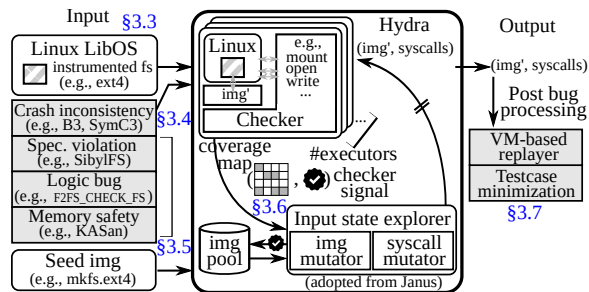 Input
§3.3
Linux LibOS
instrumented fs
(e.g., ext4)
Crash inconsistency
(e.g., B3, SymC3)
§3.4
Spec. violation
(e.g., SibylFS)
Logic bug
(e.g., F2FS_CHECK_FS)
Memory safety
(e.g., KASan)
§3.5
Seed img
(e.g., mkfs.ext4)
Linux
img'
e.g.,
mount
open
write
...
Checker
...
Hydra
(img', syscalls)
#executors
coverage
map
( , )
checker
signal
§3.6
img
pool
Input state explorer
img
mutator
syscall
mutator
(adopted from Janus)
Output
(img', syscalls)
Post bug
processing
VM-based
replayer
Testcase
minimization
§3.7